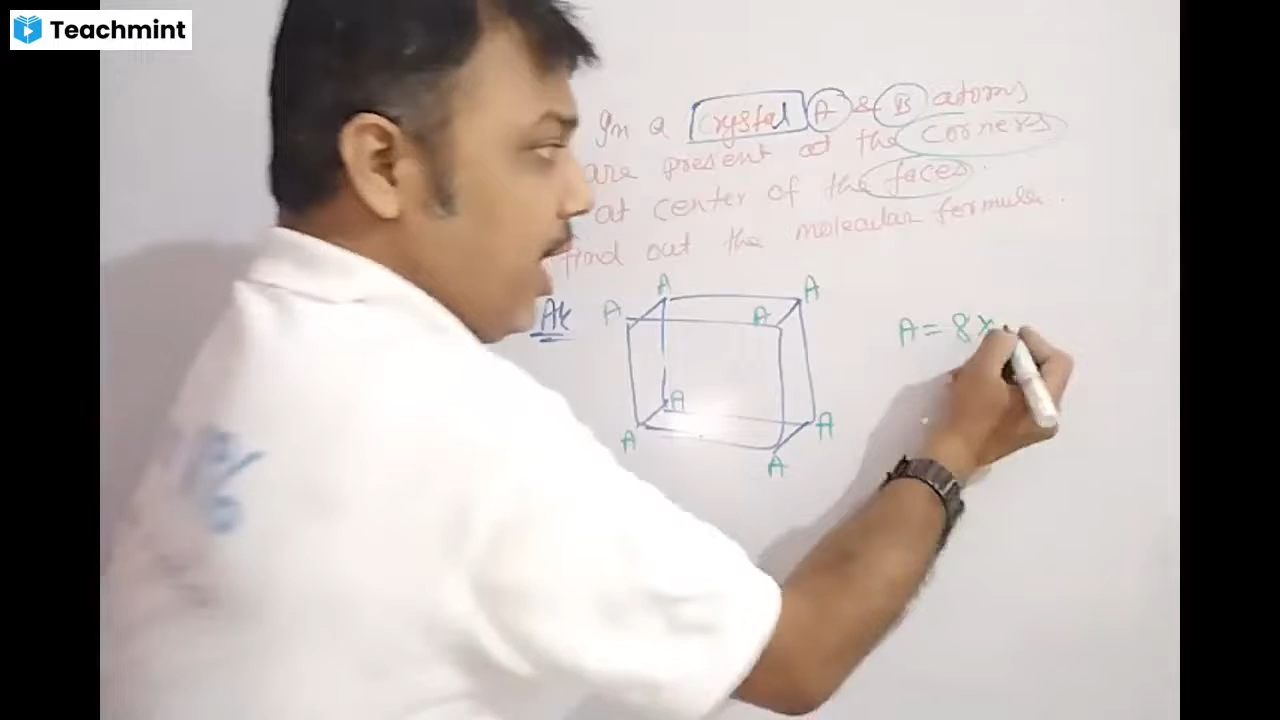 Teachmint
In a crystal A & B atoms
are present at the corners
at center of the faces.
find out the molecular formula.
A A
A A
A = 8 ×
A
A
A
A